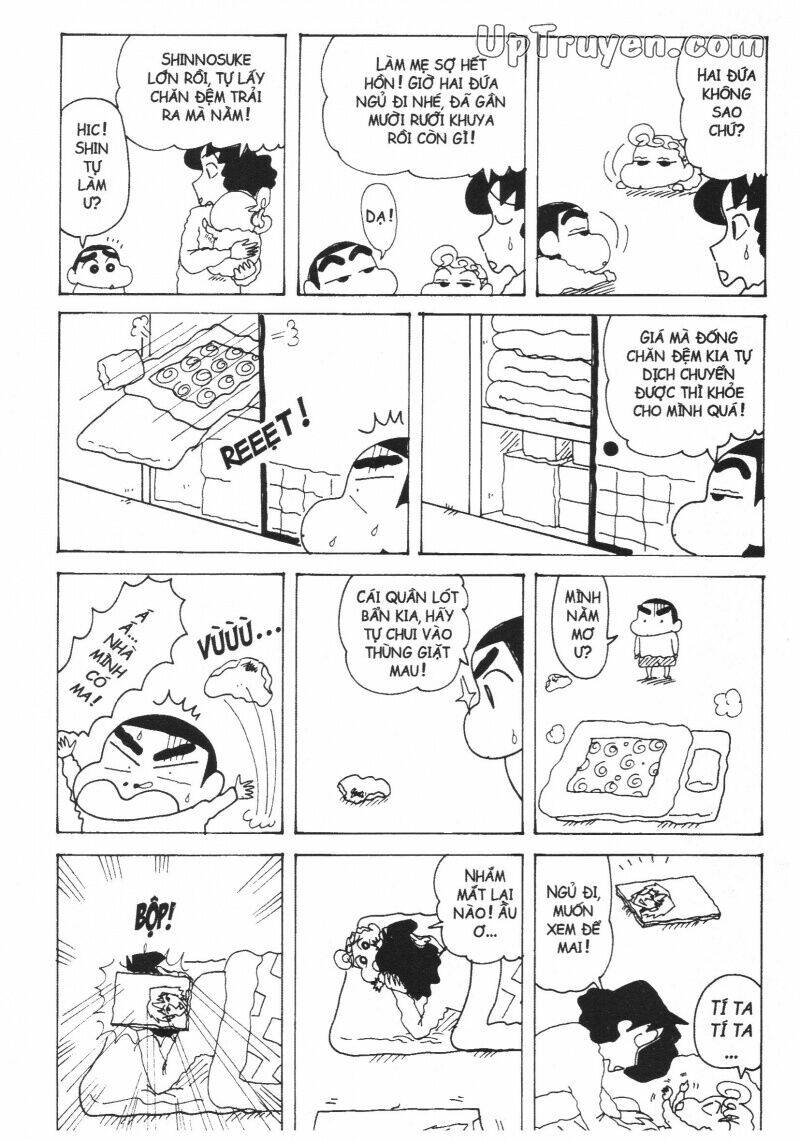 UpTruyen.com
HAI ĐỨA
KHÔNG
SAO
CHỨ?
LÀM MẸ SỢ HẾT
HỒN! GIỜ HAI ĐỨA
NGỦ ĐI NHÉ, ĐÃ GẦN
MƯỜI RƯỠI KHUYA
RỒI CÒN GÌ!
DẠ!
SHINNOSUKE
LỚN RỒI, TỰ LẤY
CHĂN ĐỆM TRẢI
RA MÀ NẰM!
HIC!
SHIN
TỰ
LÀM
Ư?
GIÁ MÀ ĐỐNG
CHĂN ĐỆM KIA TỰ
DỊCH CHUYỂN
ĐƯỢC THÌ KHỎE
CHO MÌNH QUÁ!
REEẸT!
MÌNH
NẰM
MƠ
Ư?
CÁI QUẦN LÓT
BẨN KIA, HÃY
TỰ CHUI VÀO
THÙNG GIẶT
MAU!
VÙÙÙ...
Á
Á...
NHÀ
MÌNH
CÓ
MA!
NGỦ ĐI,
MUỐN
XEM ĐỂ
MAI!
TÍ TA
TÍ TA
...
NHẮM
MẮT LẠI
NÀO! ẦU
Ơ...
BỘP!